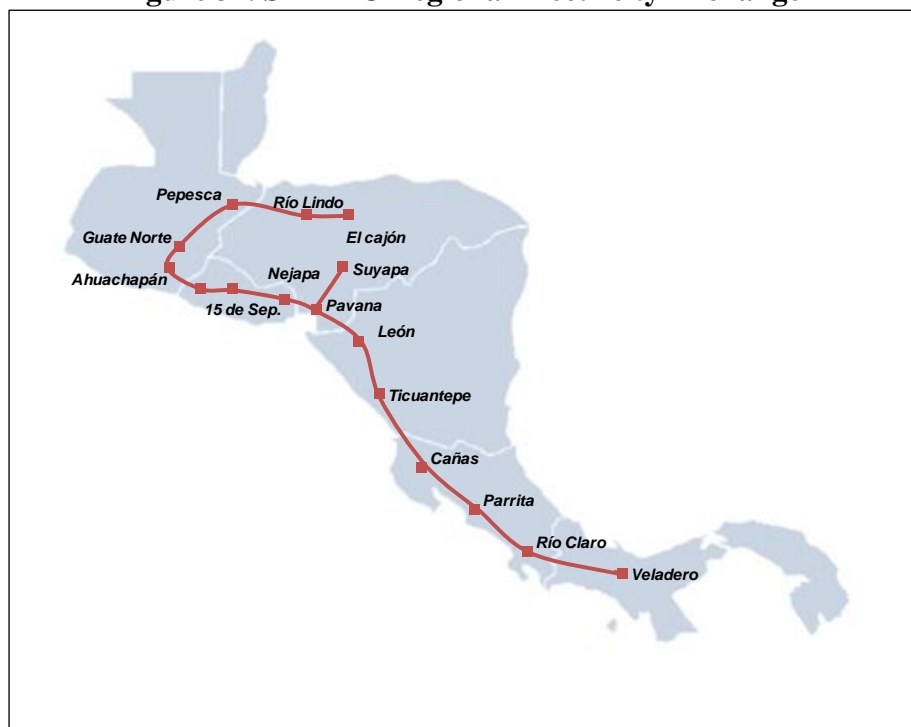 Pepesca
Río Lindo
Guate Norte
El cajón
Ahuachapán
Nejapa
Suyapa
15 de Sep.
Pavana
León
Ticuantepe
Cañas
Parrita
Río Claro
Veladero